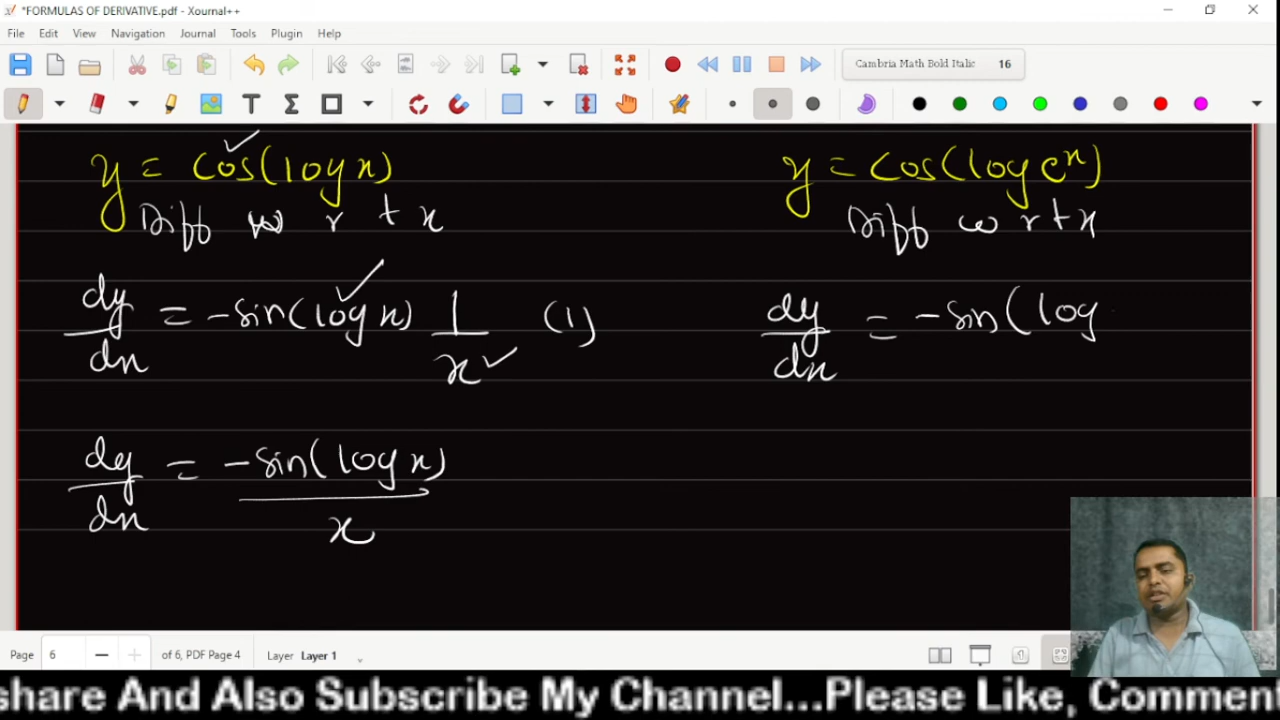 *FORMULAS OF DERIVATIVE.pdf - Xournal++
File Edit View Navigation Journal Tools Plugin Help
Cambria Math Bold Italic 16
y = cos(log x)
Diff w r t x
dy/dx = -sin(log x) 1/x (1)
dy/dx = -sin(log x)/x
y = cos(log e^x)
Diff w r t x
dy/dx = -sin(log
Page 6 of 6, PDF Page 4 Layer Layer 1
share And Also Subscribe My Channel...Please Like, Commen